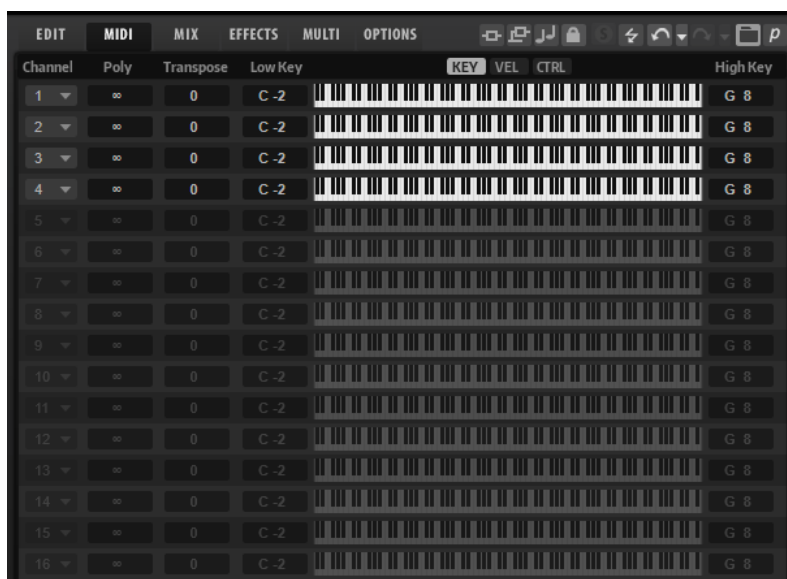 EDIT MIDI MIX EFFECTS MULTI OPTIONS S p
Channel Poly Transpose Low Key KEY VEL CTRL High Key
1 ∞ 0 C -2 G 8
2 ∞ 0 C -2 G 8
3 ∞ 0 C -2 G 8
4 ∞ 0 C -2 G 8
5 ∞ 0 C -2 G 8
6 ∞ 0 C -2 G 8
7 ∞ 0 C -2 G 8
8 ∞ 0 C -2 G 8
9 ∞ 0 C -2 G 8
10 ∞ 0 C -2 G 8
11 ∞ 0 C -2 G 8
12 ∞ 0 C -2 G 8
13 ∞ 0 C -2 G 8
14 ∞ 0 C -2 G 8
15 ∞ 0 C -2 G 8
16 ∞ 0 C -2 G 8